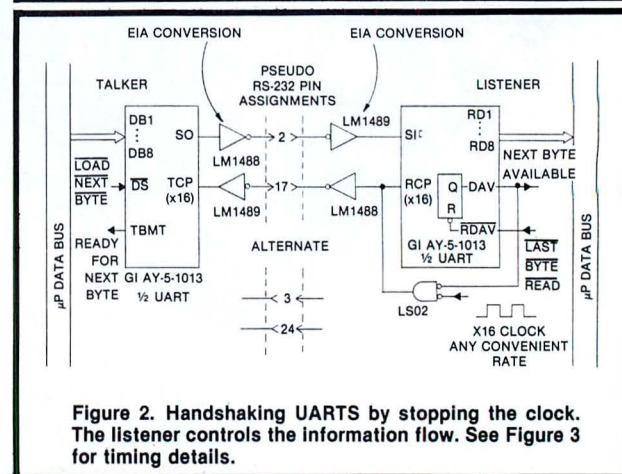 EIA CONVERSION
EIA CONVERSION
TALKER
PSEUDO
RS-232 PIN
ASSIGNMENTS
LISTENER
DB1
DB8
SO
LM1488
2
LM1489
SI
RD1
RD8
NEXT BYTE
AVAILABLE
LOAD
NEXT
BYTE
DS
TCP
(x16)
LM1489
17
LM1488
RCP
(x16)
Q
R
DAV
RDAV
TBMT
READY
FOR
NEXT
BYTE
GI AY-5-1013
½ UART
ALTERNATE
3
24
GI AY-5-1013
½ UART
LAST
BYTE
READ
LS02
X16 CLOCK
ANY CONVENIENT
RATE
µP DATA BUS
µP DATA BUS
Figure 2. Handshaking UARTS by stopping the clock.
The listener controls the information flow. See Figure 3
for timing details.